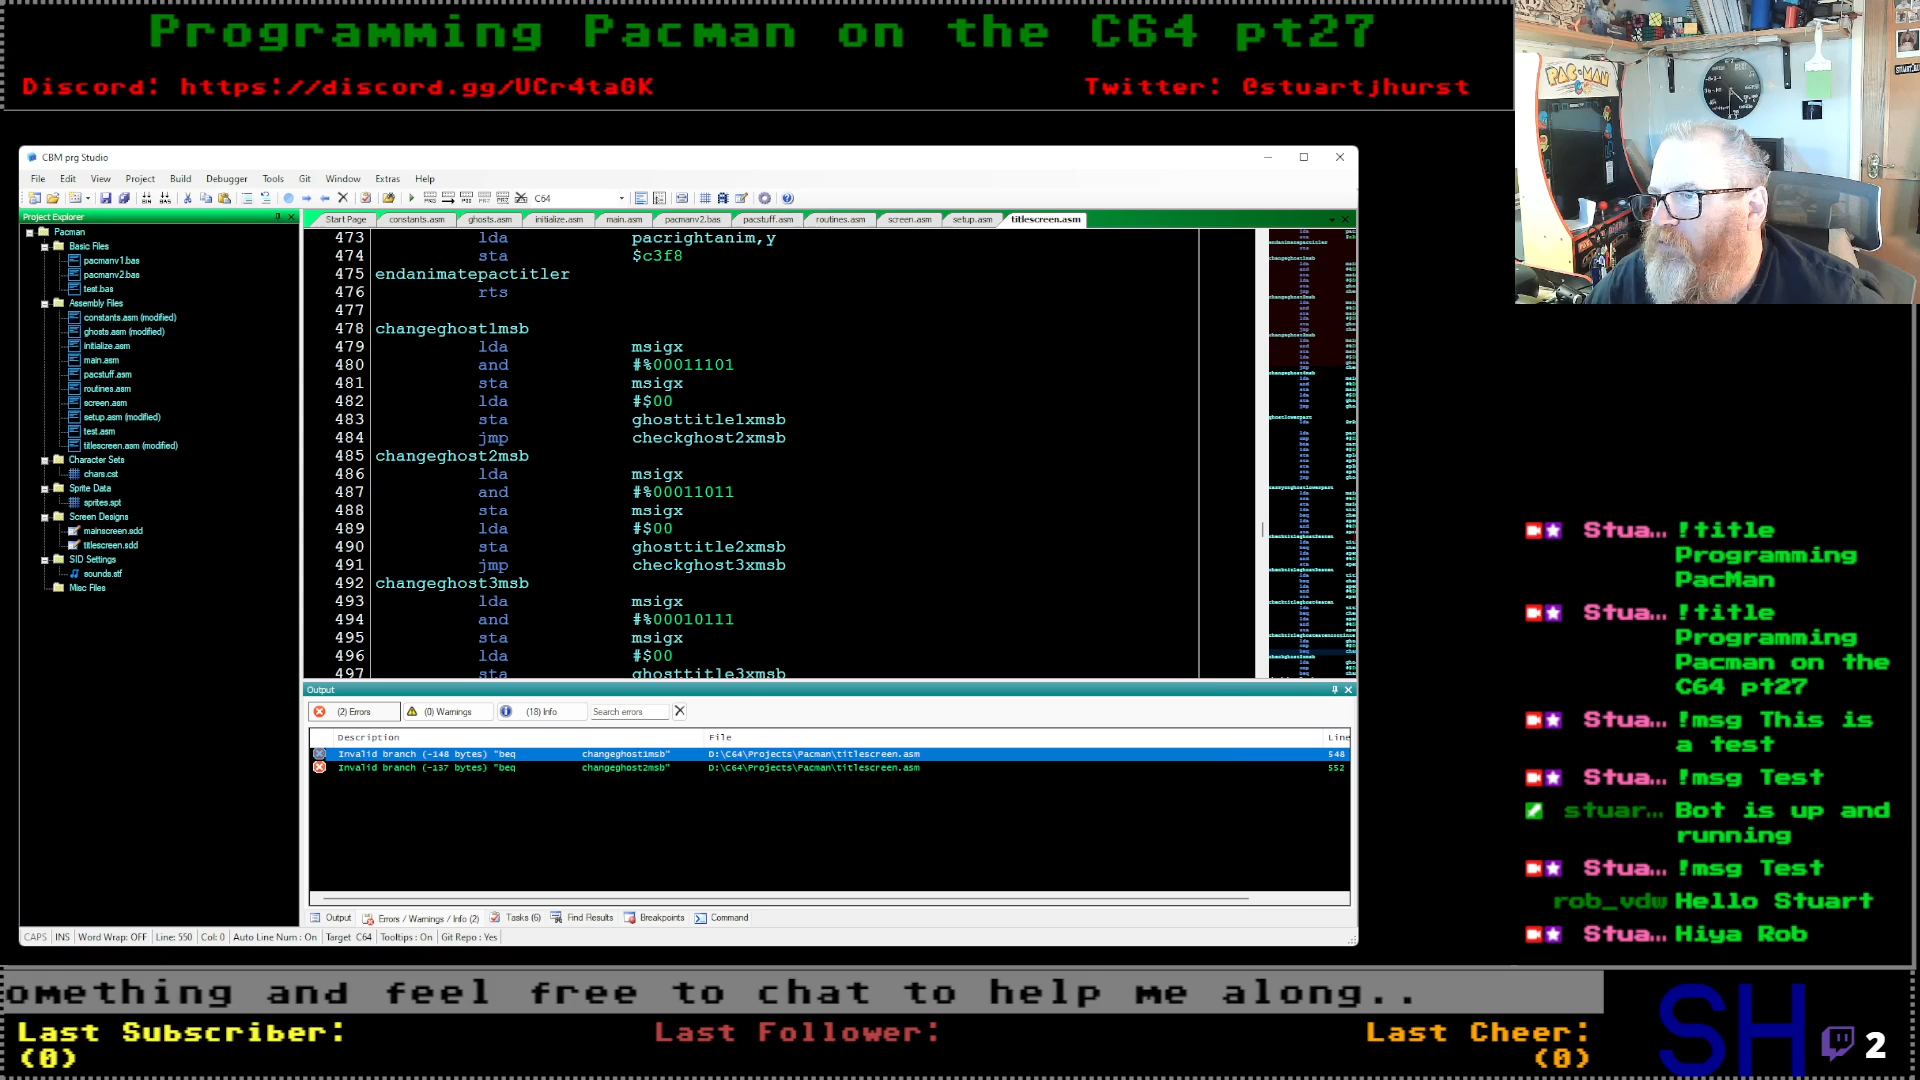 Programming Pacman on the C64 pt27
Discord: https://discord.gg/UCr4taGK
Twitter: @stuartjhurst
PAC-MAN
CBM prg Studio
File Edit View Project Build Debugger Tools Git Window Extras Help
C64
Project Explorer
Start Page constants.asm ghosts.asm initialize.asm main.asm pacmanv2.bas pacstuff.asm routines.asm screen.asm setup.asm titlescreen.asm
Pacman
Basic Files
pacmanv1.bas
pacmanv2.bas
test.bas
Assembly Files
constants.asm (modified)
ghosts.asm (modified)
initialize.asm
main.asm
pacstuff.asm
routines.asm
screen.asm
setup.asm (modified)
test.asm
titlescreen.asm (modified)
Character Sets
chars.cst
Sprite Data
sprites.spt
Screen Designs
mainscreen.sdd
titlescreen.sdd
SID Settings
sounds.stf
Misc Files
473 lda pacrightanim,y
474 sta $c3f8
475 endanimatepactitler
476 rts
477
478 changeghost1msb
479 lda msigx
480 and #%00011101
481 sta msigx
482 lda #$00
483 sta ghosttitle1xmsb
484 jmp checkghost2xmsb
485 changeghost2msb
486 lda msigx
487 and #%00011011
488 sta msigx
489 lda #$00
490 sta ghosttitle2xmsb
491 jmp checkghost3xmsb
492 changeghost3msb
493 lda msigx
494 and #%00010111
495 sta msigx
496 lda #$00
497 sta ghosttitle3xmsb
Output
(2) Errors (0) Warnings (18) Info Search errors
Description File Line
Invalid branch (-148 bytes) "beq changeghost1msb" D:\C64\Projects\Pacman\titlescreen.asm 548
Invalid branch (-137 bytes) "beq changeghost2msb" D:\C64\Projects\Pacman\titlescreen.asm 552
Output Errors / Warnings / Info (2) Tasks (6) Find Results Breakpoints Command
CAPS INS Word Wrap: OFF Line: 550 Col: 0 Auto Line Num : On Target C64 Tooltips : On Git Repo : Yes
Stua... !title
Programming
PacMan
Stua... !title
Programming
Pacman on the
C64 pt27
Stua... !msg This is
a test
Stua... !msg Test
stuar... Bot is up and
running
Stua... !msg Test
rob_vdw Hello Stuart
Stua... Hiya Rob
omething and feel free to chat to help me along..
Last Subscriber:
(0)
Last Follower:
Last Cheer:
(0)
SH
2